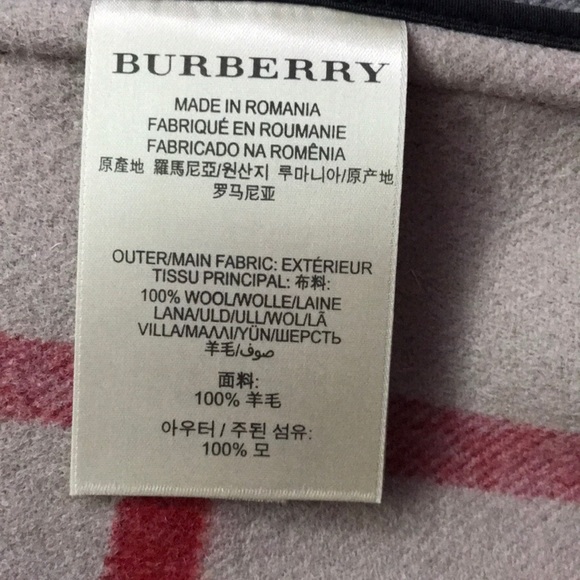 BURBERRY
MADE IN ROMANIA
FABRIQUÉ EN ROUMANIE
FABRICADO NA ROMÊNIA
原產地 羅馬尼亞/원산지 루마니아/原产地
罗马尼亚
OUTER/MAIN FABRIC: EXTÉRIEUR
TISSU PRINCIPAL: 布料:
100% WOOL/WOLLE/LAINE
LANA/ULD/ULL/WOL/LÃ
VILLA/ΜΑΛΛΙ/YÜN/ШЕРСТЬ
羊毛/صوف
面料:
100% 羊毛
아우터 / 주된 섬유:
100% 모